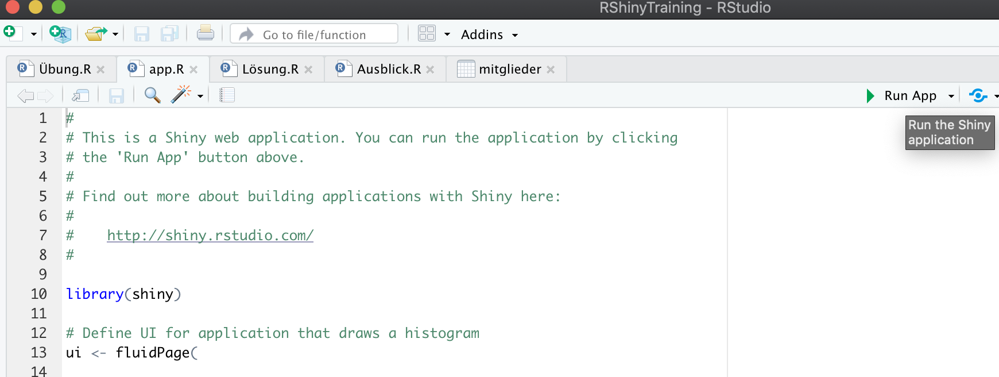 RShinyTraining - RStudio
Go to file/function
Addins
Übung.R
app.R
Lösung.R
Ausblick.R
mitglieder
Run App
Run the Shiny
application
1 #
2 # This is a Shiny web application. You can run the application by clicking
3 # the 'Run App' button above.
4 #
5 # Find out more about building applications with Shiny here:
6 #
7 #    http://shiny.rstudio.com/
8 #
9
10 library(shiny)
11
12 # Define UI for application that draws a histogram
13 ui <- fluidPage(
14